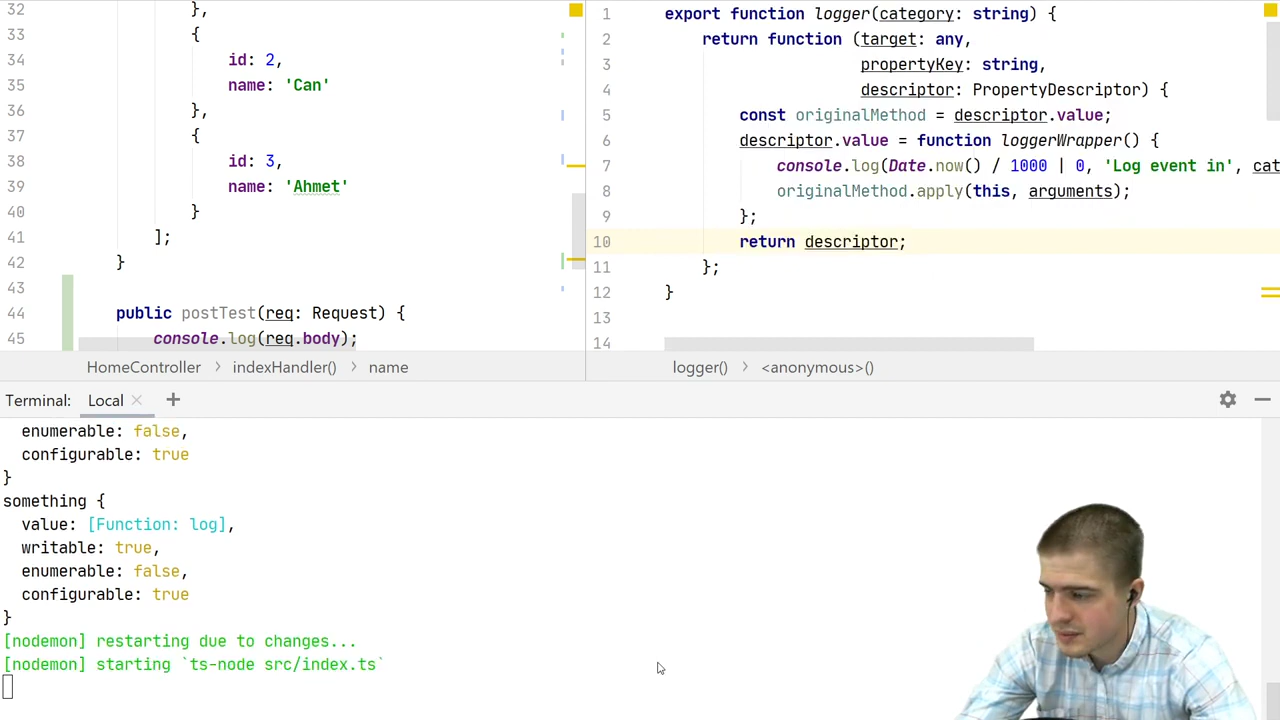 32 },
33 {
34 id: 2,
35 name: 'Can'
36 },
37 {
38 id: 3,
39 name: 'Ahmet'
40 }
41 ];
42 }
43
44 public postTest(req: Request) {
45 console.log(req.body);
HomeController > indexHandler() > name
1 export function logger(category: string) {
2 return function (target: any,
3 propertyKey: string,
4 descriptor: PropertyDescriptor) {
5 const originalMethod = descriptor.value;
6 descriptor.value = function loggerWrapper() {
7 console.log(Date.now() / 1000 | 0, 'Log event in', cat
8 originalMethod.apply(this, arguments);
9 };
10 return descriptor;
11 };
12 }
13
14
logger() > <anonymous>()
Terminal: Local × +
enumerable: false,
configurable: true
}
something {
value: [Function: log],
writable: true,
enumerable: false,
configurable: true
}
[nodemon] restarting due to changes...
[nodemon] starting `ts-node src/index.ts`